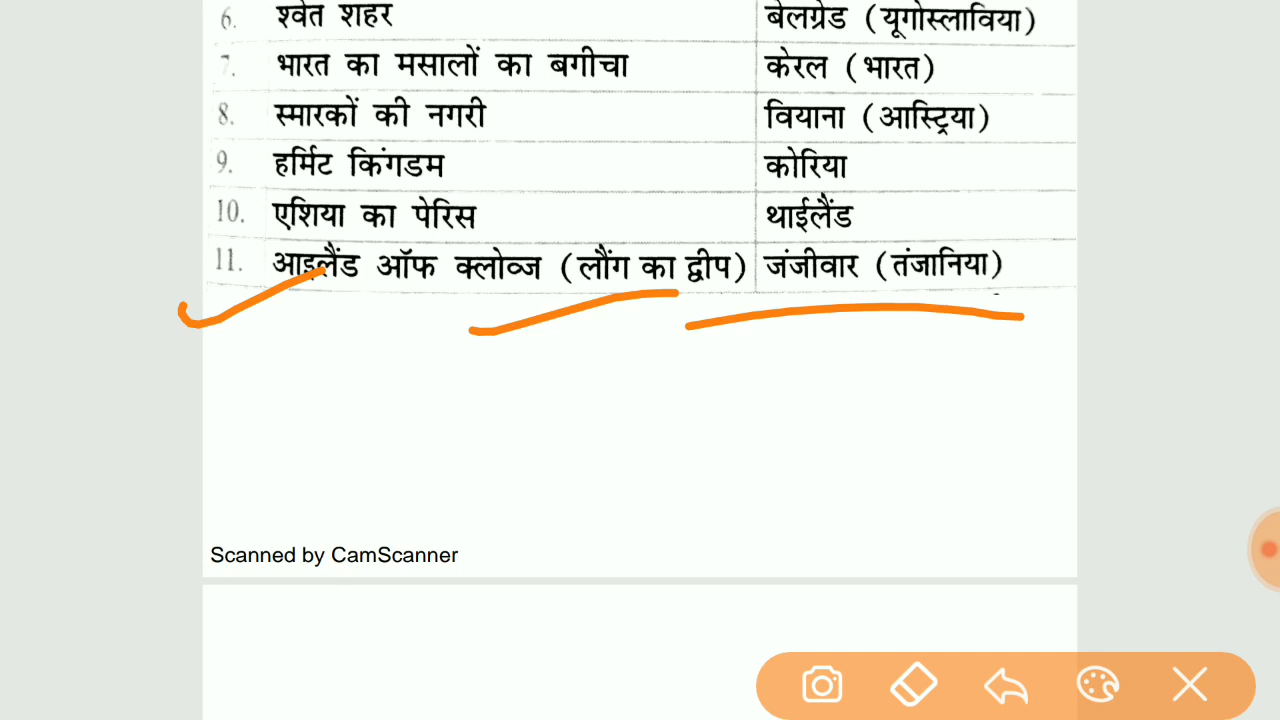 6. श्वेत शहर बेलग्रेड (यूगोस्लाविया)
7. भारत का मसालों का बगीचा केरल (भारत)
8. स्मारकों की नगरी वियाना (आस्ट्रिया)
9. हर्मिट किंगडम कोरिया
10. एशिया का पेरिस थाईलैंड
11. आइलैंड ऑफ क्लोव्ज (लौंग का द्वीप) जंजीवार (तंजानिया)
Scanned by CamScanner